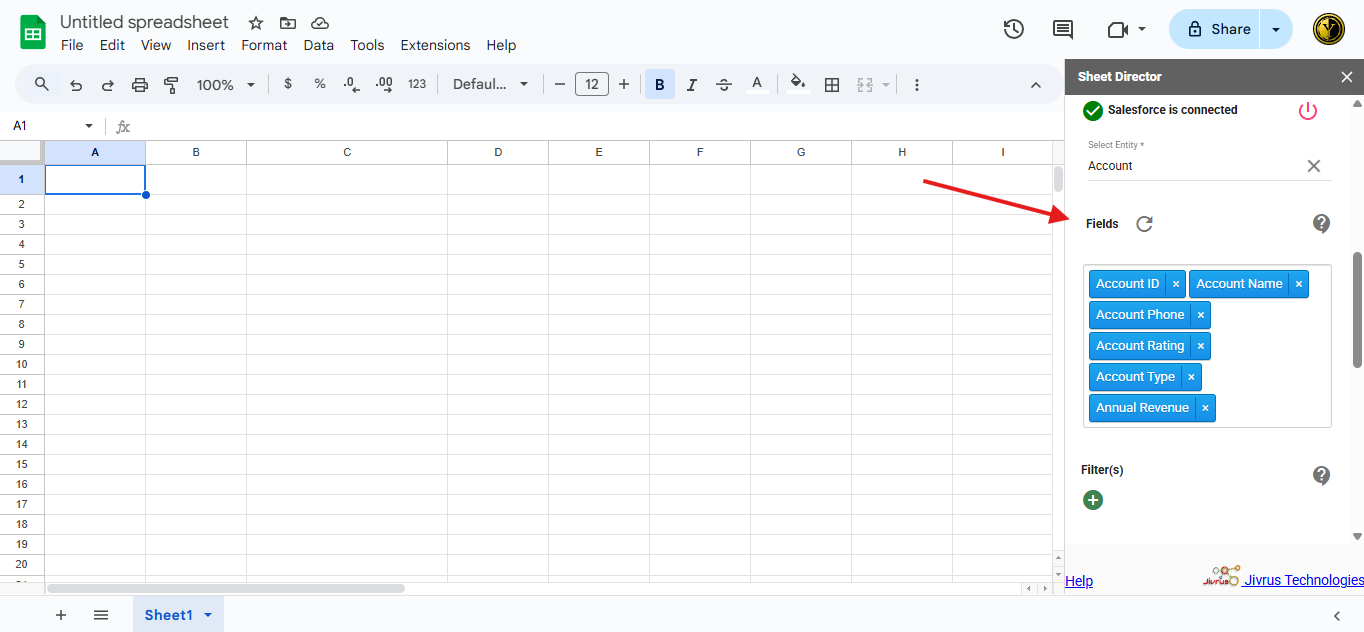 Untitled spreadsheet
File Edit View Insert Format Data Tools Extensions Help
Share
100% $ % .0 .00 123 Defaul... 12 B I A
A1 fx
A B C D E F G H I
1
2
3
4
5
6
7
8
9
10
11
12
13
14
15
16
17
18
19
20
Sheet1
Sheet Director
Salesforce is connected
Select Entity *
Account
Fields
Account ID × Account Name ×
Account Phone ×
Account Rating ×
Account Type ×
Annual Revenue ×
Filter(s)
Help Jivrus Jivrus Technologies